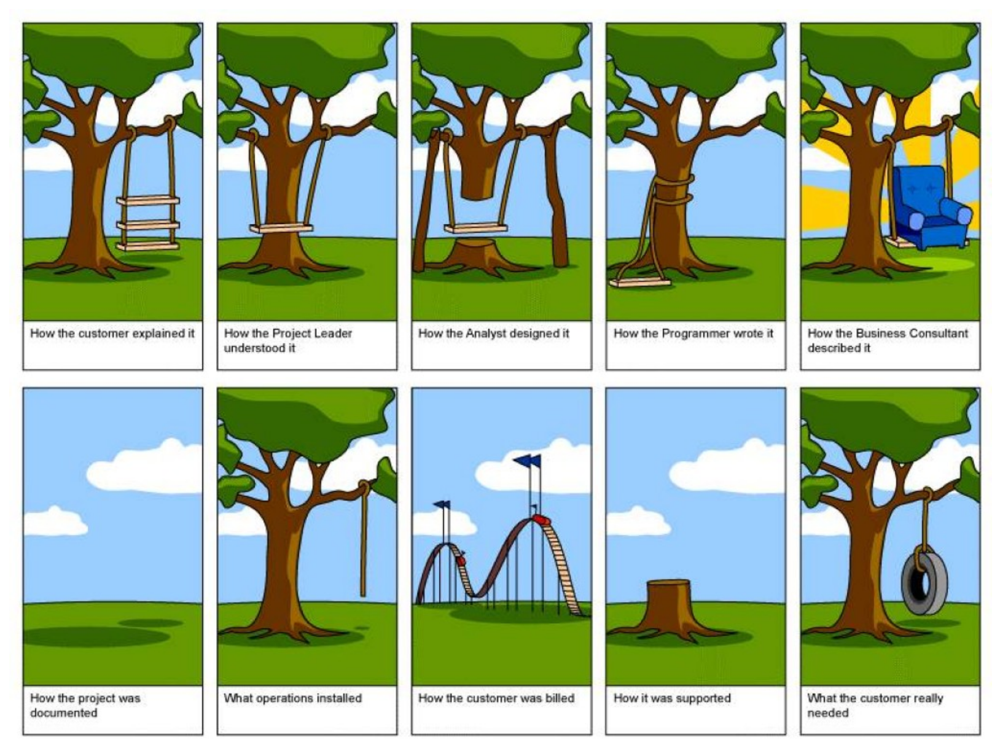 How the customer explained it
How the Project Leader
understood it
How the Analyst designed it
How the Programmer wrote it
How the Business Consultant
described it
How the project was
documented
What operations installed
How the customer was billed
How it was supported
What the customer really
needed